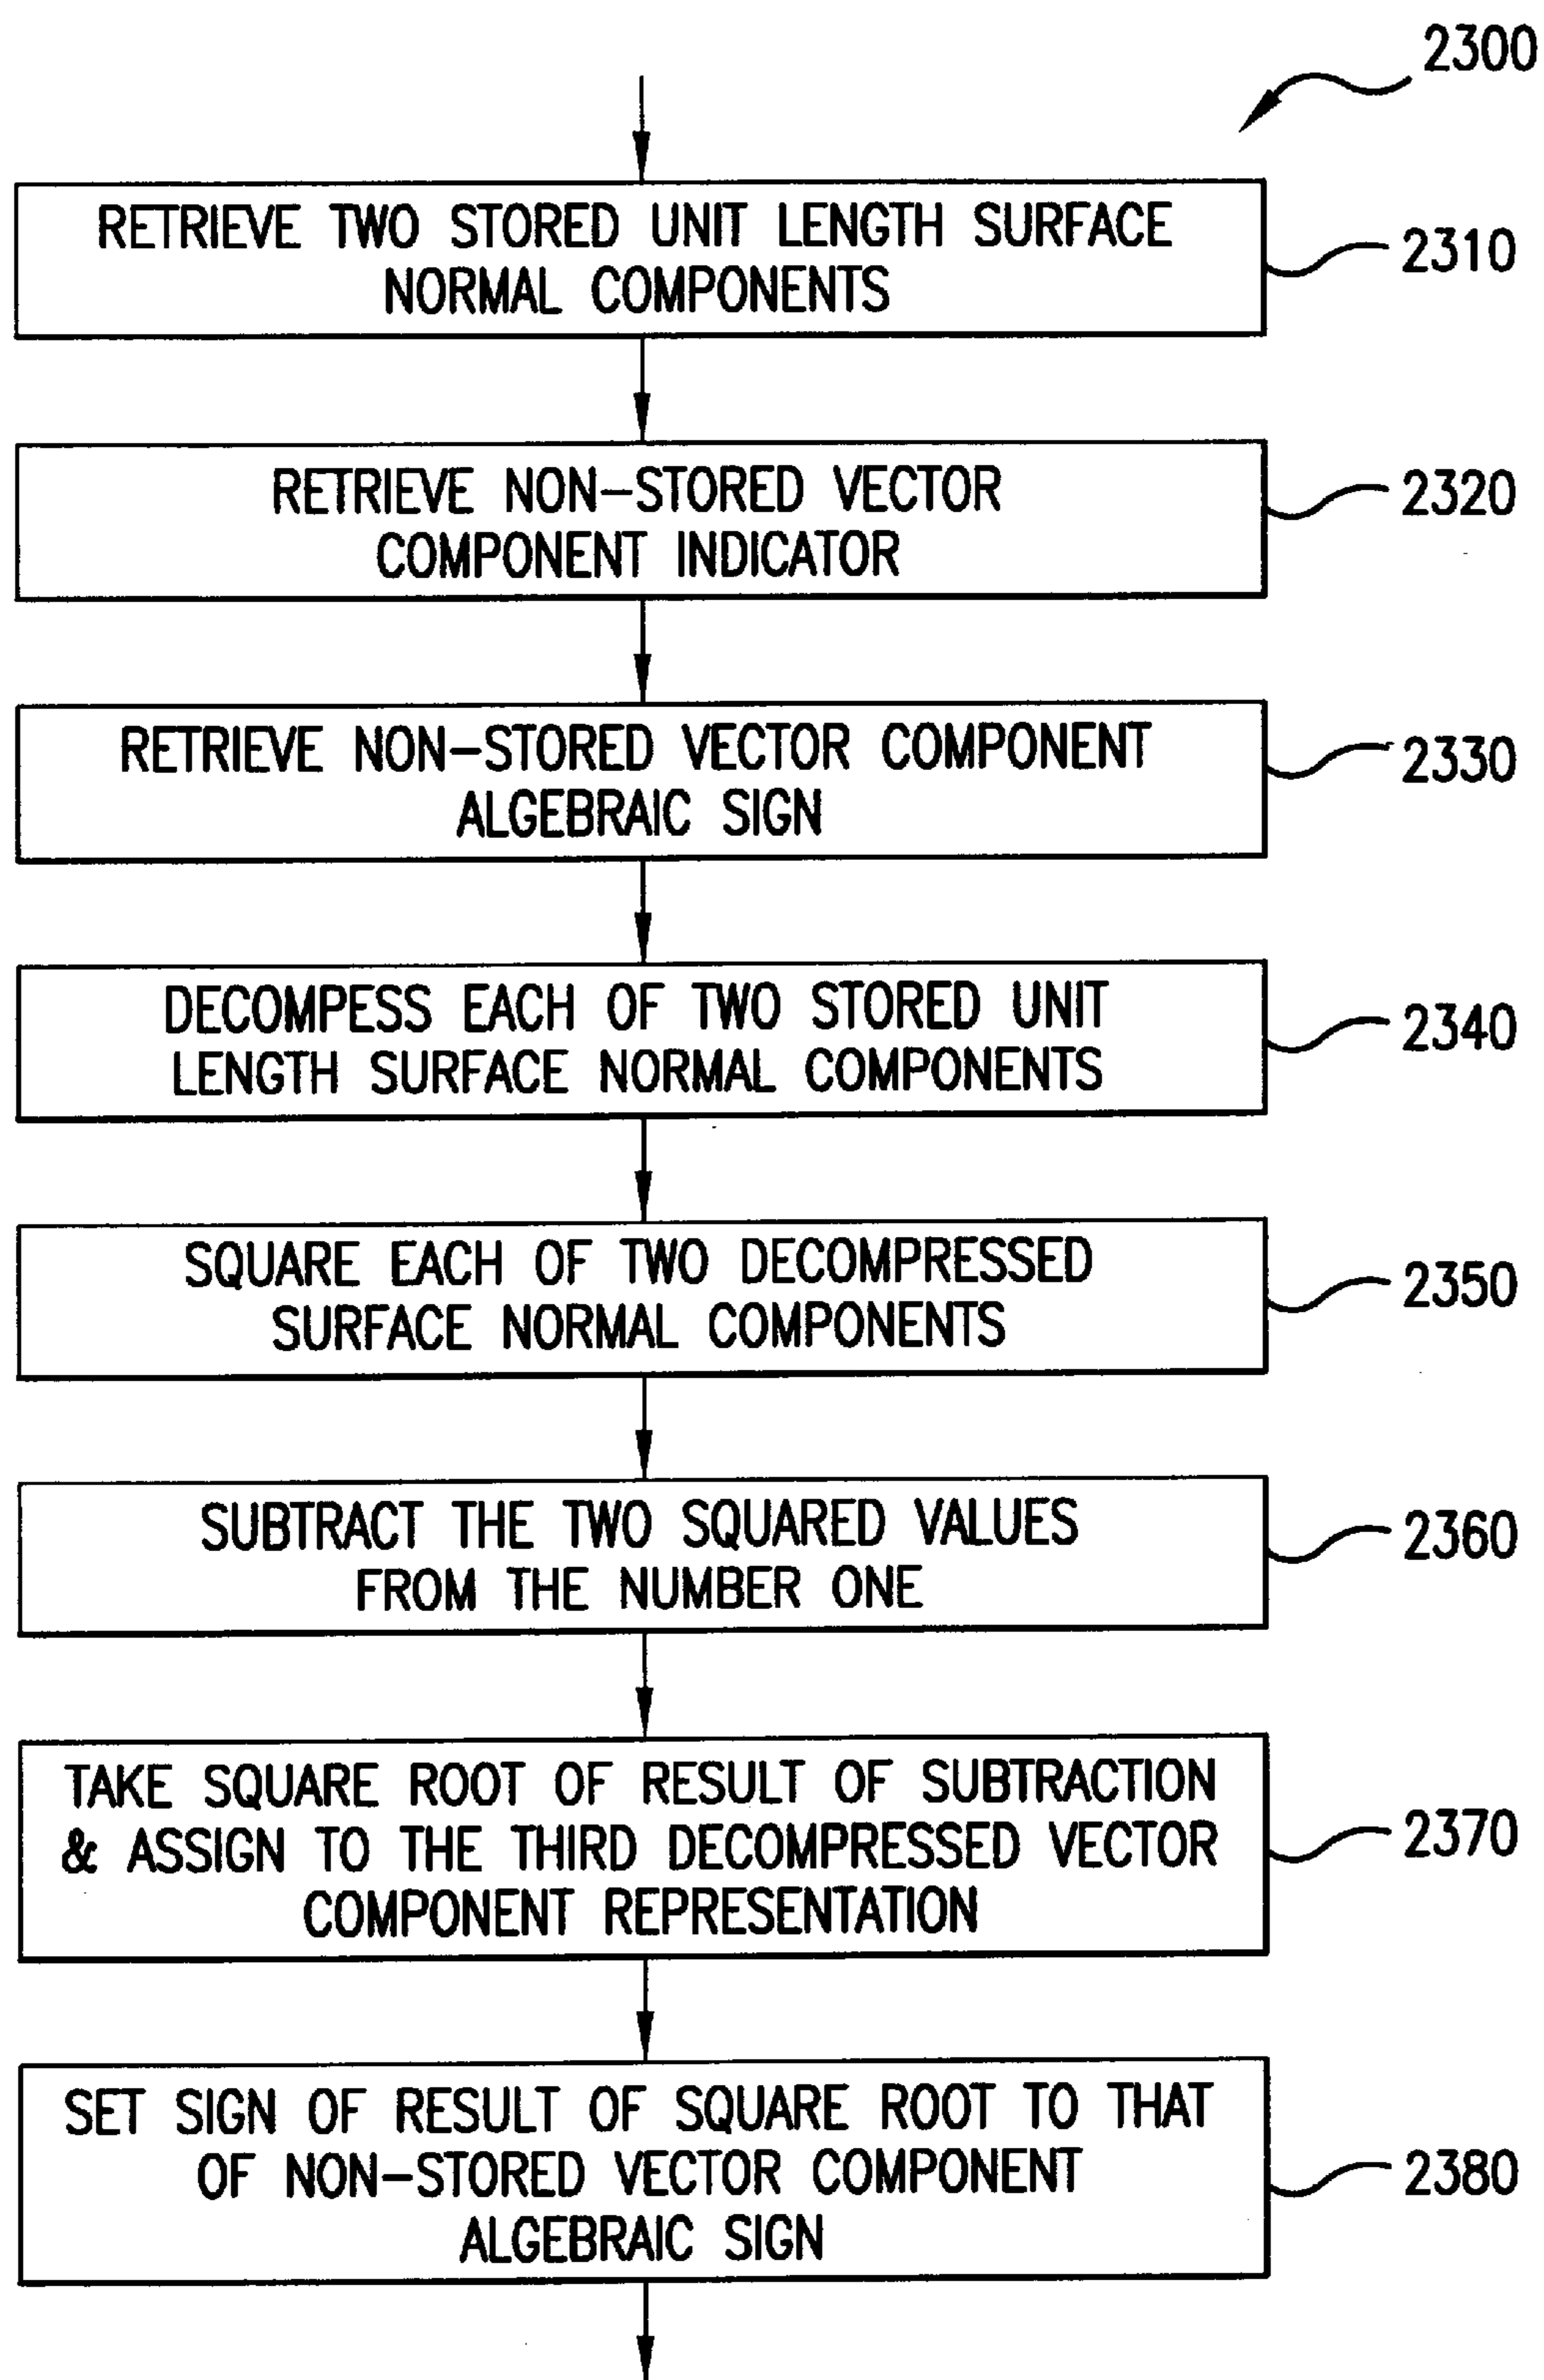 2300
RETRIEVE TWO STORED UNIT LENGTH SURFACE
NORMAL COMPONENTS
2310
RETRIEVE NON-STORED VECTOR
COMPONENT INDICATOR
2320
RETRIEVE NON-STORED VECTOR COMPONENT
ALGEBRAIC SIGN
2330
DECOMPESS EACH OF TWO STORED UNIT
LENGTH SURFACE NORMAL COMPONENTS
2340
SQUARE EACH OF TWO DECOMPRESSED
SURFACE NORMAL COMPONENTS
2350
SUBTRACT THE TWO SQUARED VALUES
FROM THE NUMBER ONE
2360
TAKE SQUARE ROOT OF RESULT OF SUBTRACTION
& ASSIGN TO THE THIRD DECOMPRESSED VECTOR
COMPONENT REPRESENTATION
2370
SET SIGN OF RESULT OF SQUARE ROOT TO THAT
OF NON-STORED VECTOR COMPONENT
ALGEBRAIC SIGN
2380